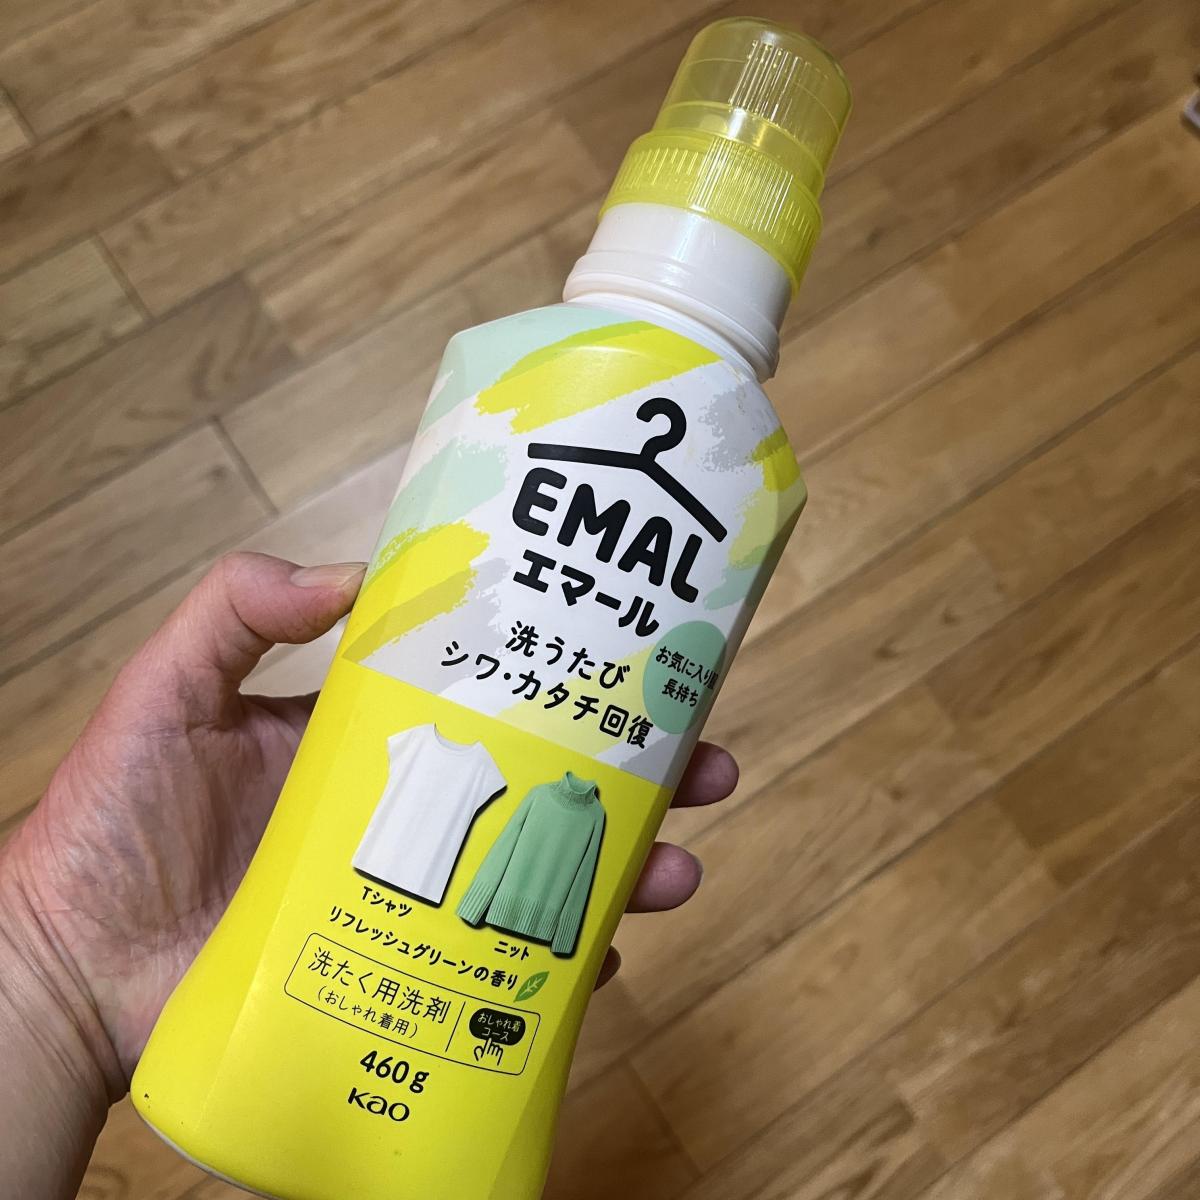 EMAL
エマール
洗うたび
シワ・カタチ回復
お気に入り
長持ち
Tシャツ
ニット
リフレッシュグリーンの香り
洗たく用洗剤
(おしゃれ着用)
おしゃれ着
コース
460g
Kao